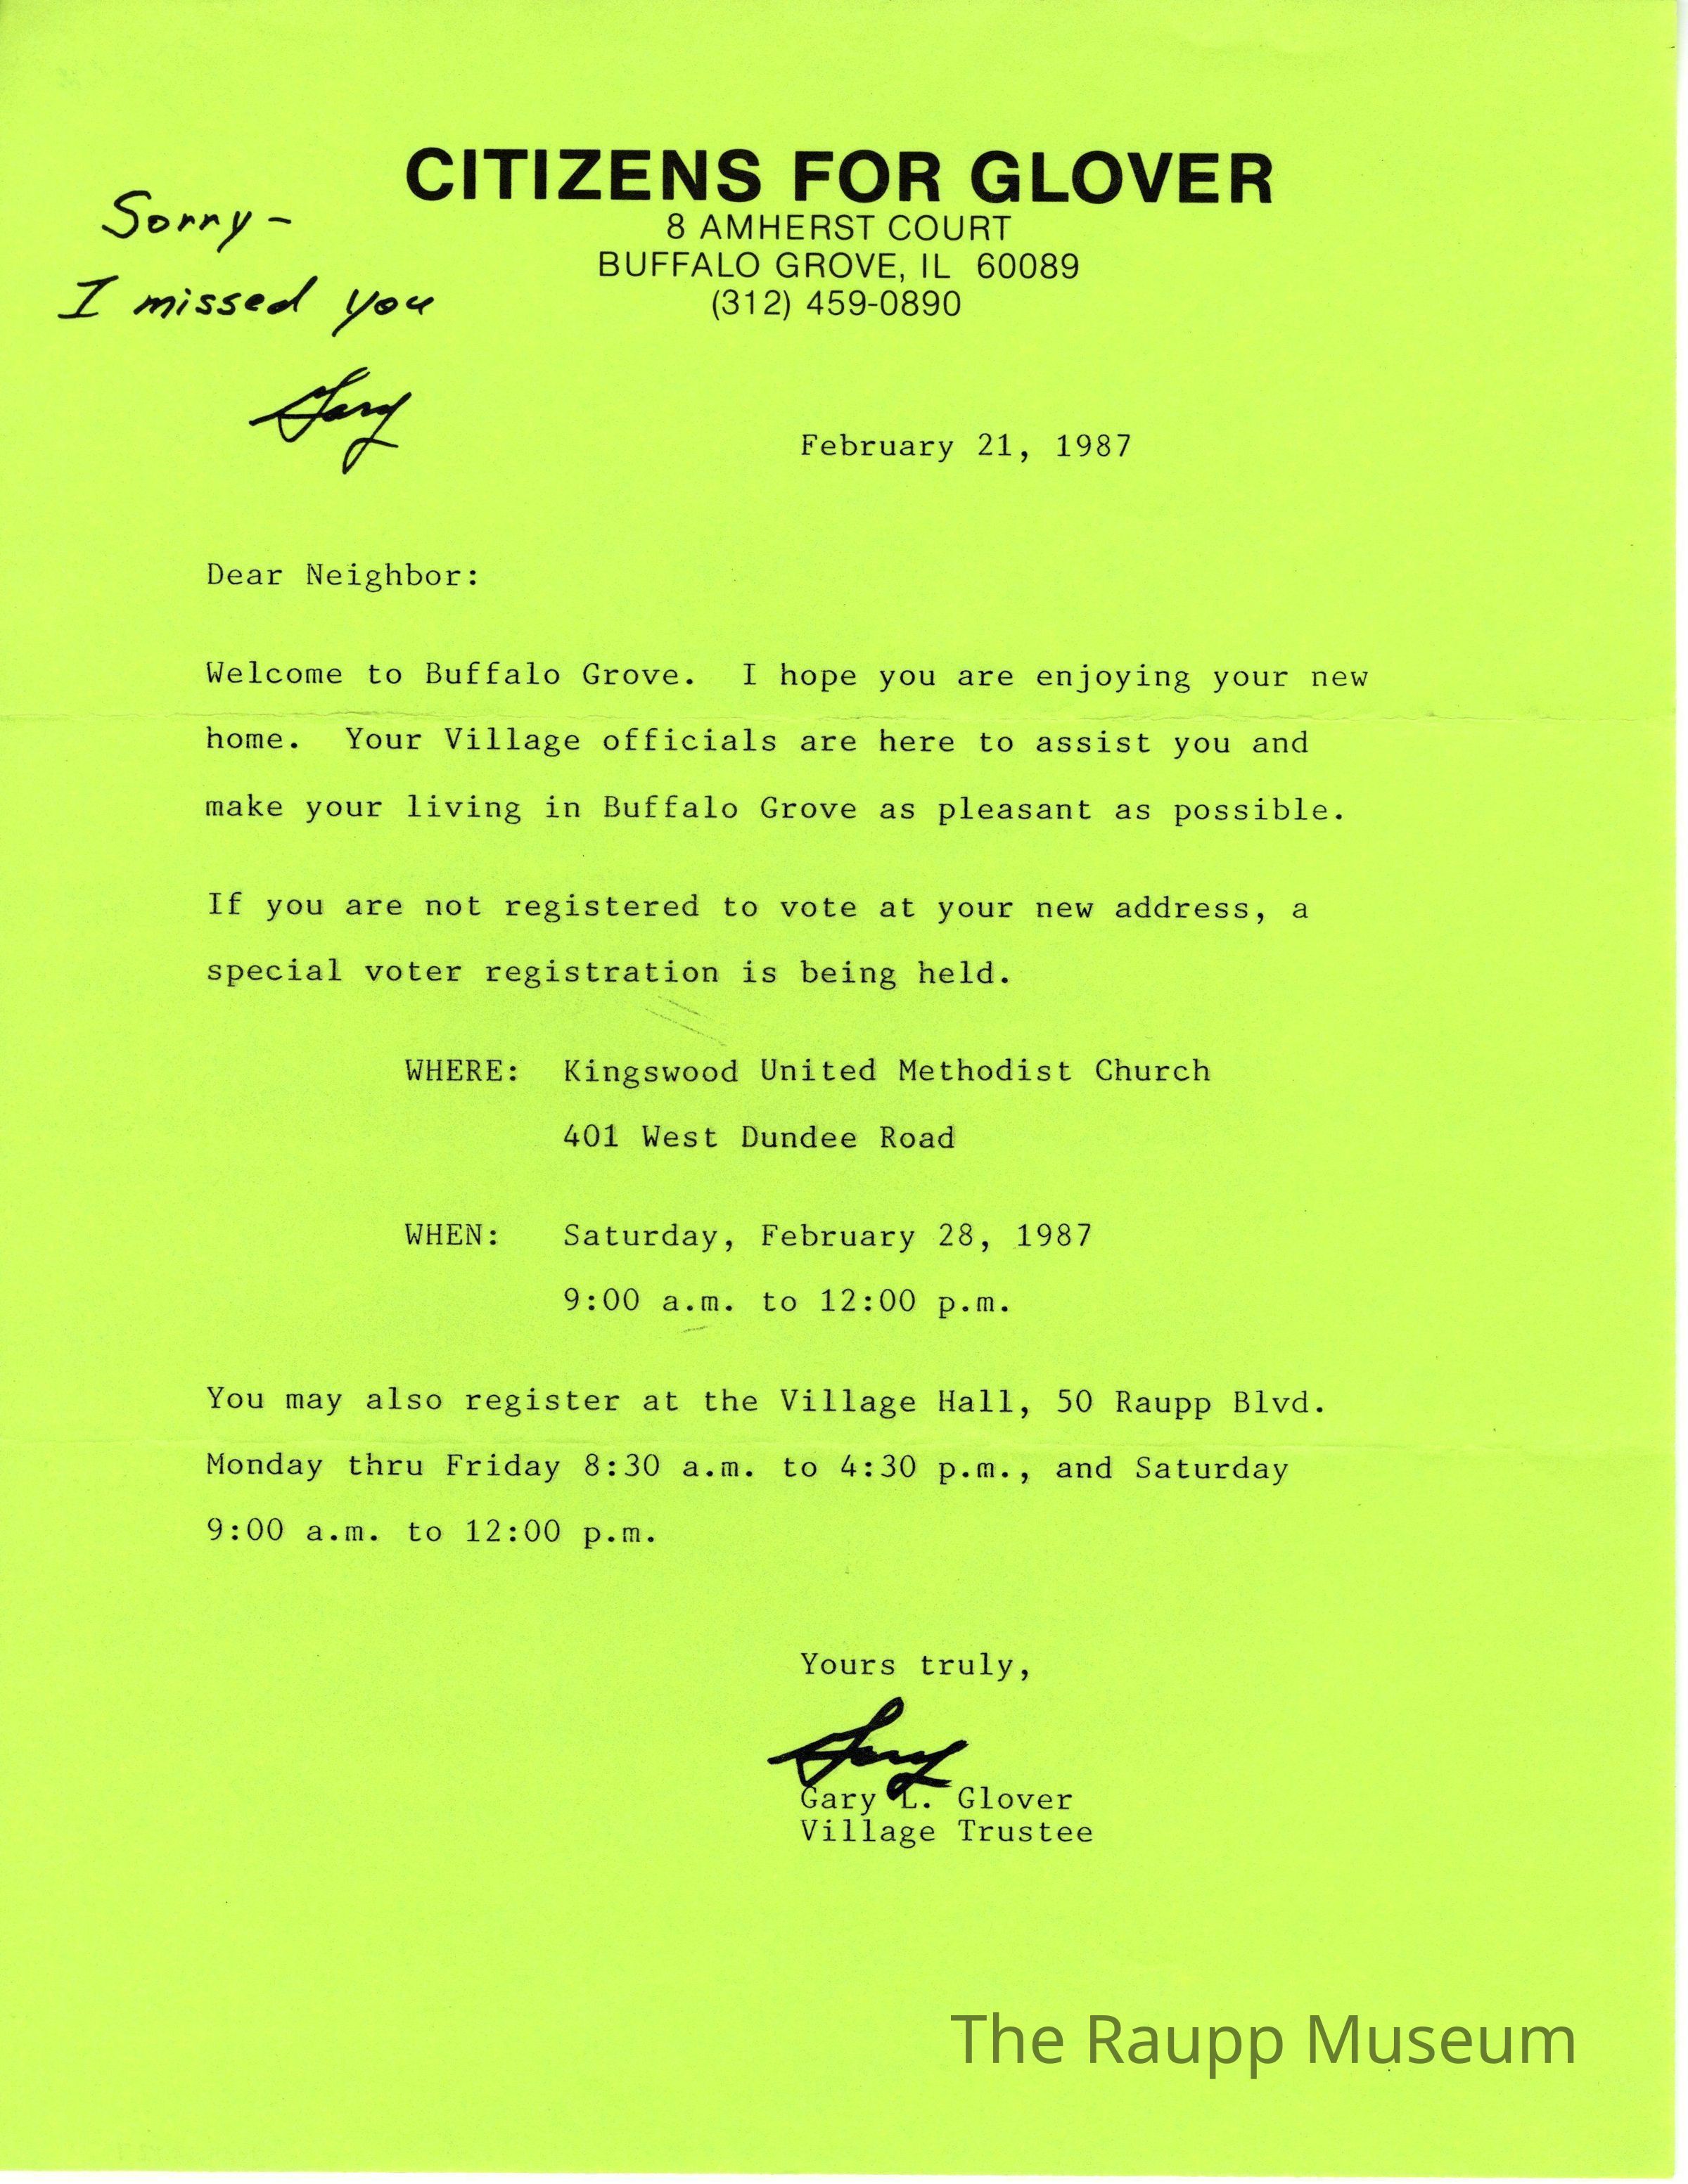 CITIZENS FOR GLOVER
8 AMHERST COURT
BUFFALO GROVE, IL  60089
(312) 459-0890
Sorry-
I missed you
Gary
February 21, 1987
Dear Neighbor:
Welcome to Buffalo Grove.  I hope you are enjoying your new
home.  Your Village officials are here to assist you and
make your living in Buffalo Grove as pleasant as possible.
If you are not registered to vote at your new address, a
special voter registration is being held.
WHERE:  Kingswood United Methodist Church
401 West Dundee Road
WHEN:   Saturday, February 28, 1987
9:00 a.m. to 12:00 p.m.
You may also register at the Village Hall, 50 Raupp Blvd.
Monday thru Friday 8:30 a.m. to 4:30 p.m., and Saturday
9:00 a.m. to 12:00 p.m.
Yours truly,
Gary
Gary L. Glover
Village Trustee
The Raupp Museum